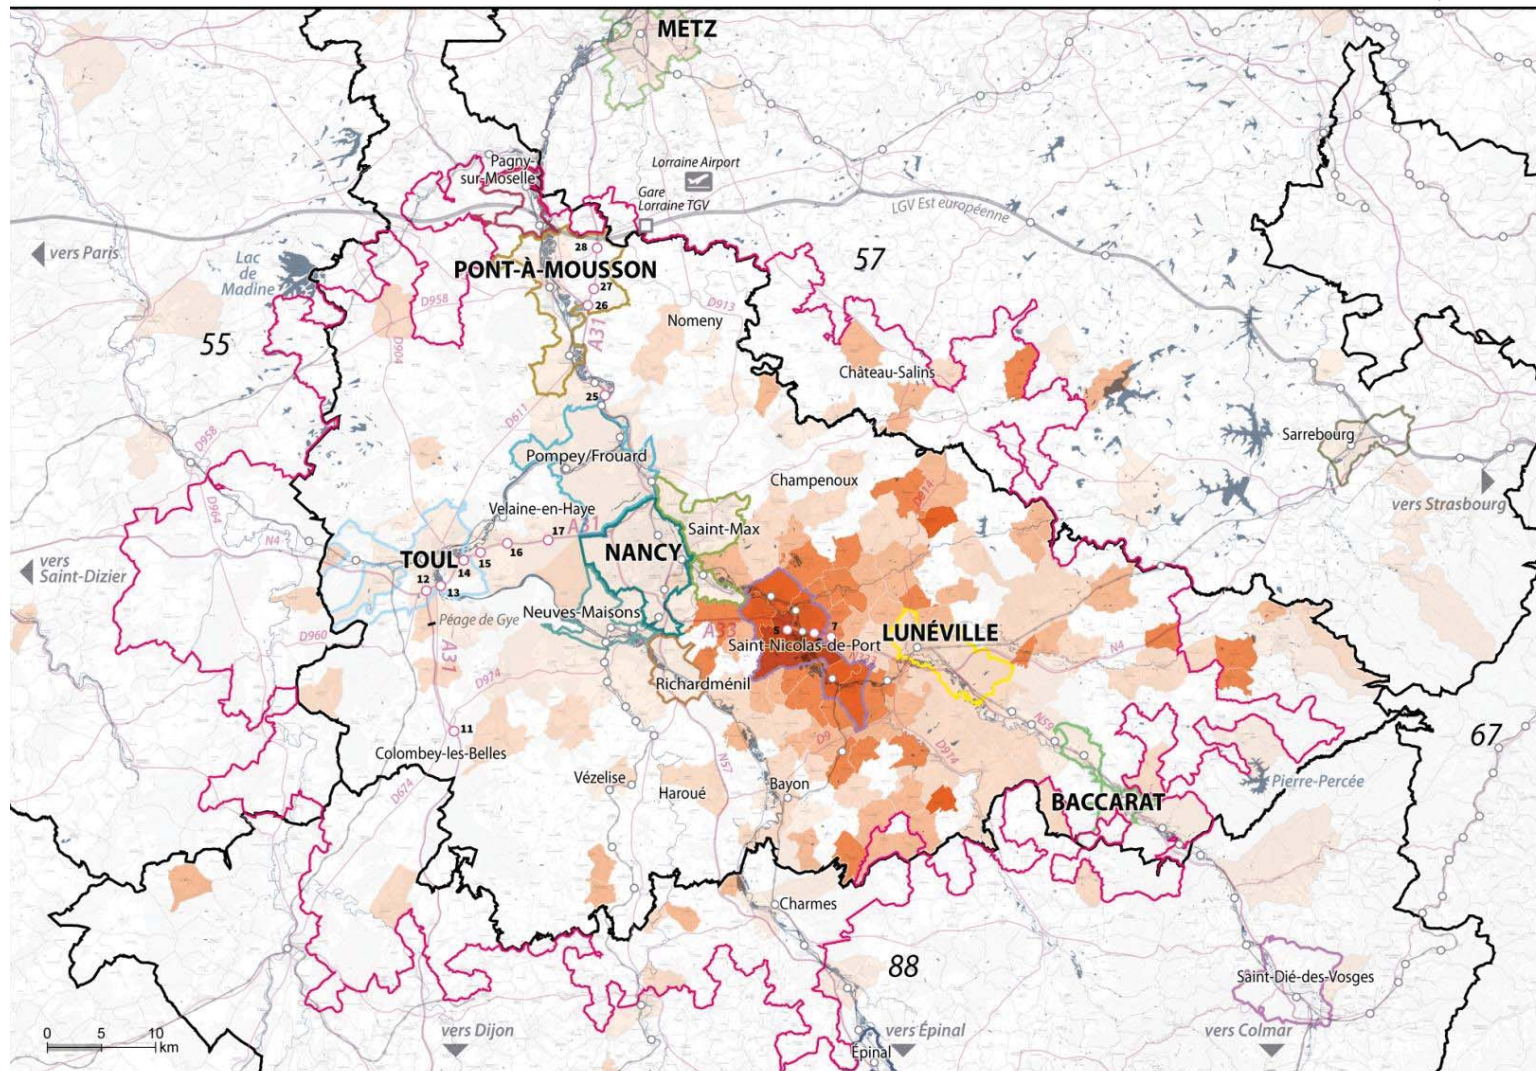 METZ
Pagny-
sur-Moselle
Lorraine Airport
Gare
Lorraine TGV
LGV Est européenne
vers Paris
Lac
de
Madine
28
PONT-À-MOUSSON
57
27
26
D958
D913
Nomeny
55
A31
D904
Château-Salins
25
D611
D958
Sarrebourg
Pompey/Frouard
Champenoux
D914
vers Strasbourg
D964
Velaine-en-Haye
N4
17
A31
Saint-Max
16
NANCY
vers
Saint-Dizier
TOUL
15
14
12
13
Péage de Gye
Neuves-Maisons
D960
A33
5
7
LUNÉVILLE
Saint-Nicolas-de-Port
N4
A31
D974
Richardménil
11
N59
D9
D914
67
Colombey-les-Belles
N57
Vézelise
Haroué
Bayon
Pierre-Percée
D674
BACCARAT
Charmes
88
Saint-Dié-des-Vosges
0
5
10
km
vers Dijon
vers Épinal
vers Colmar
Épinal